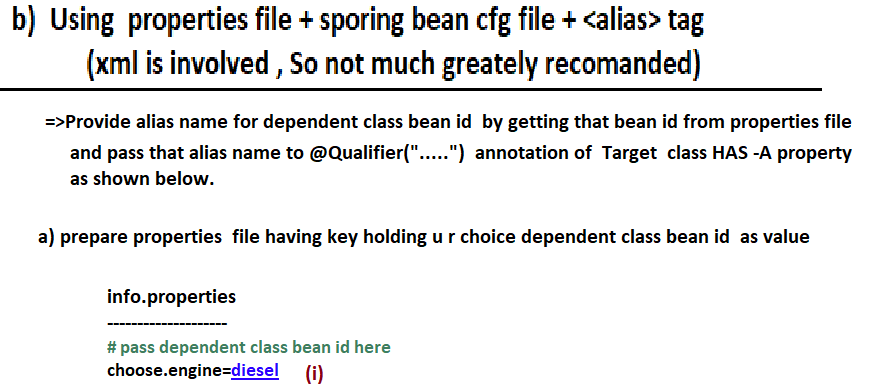 b) Using properties file + sporing bean cfg file + <alias> tag
(xml is involved , So not much greately recomanded)
=>Provide alias name for dependent class bean id by getting that bean id from properties file
and pass that alias name to @Qualifier(".....") annotation of Target class HAS -A property
as shown below.
a) prepare properties file having key holding u r choice dependent class bean id as value
info.properties
--------------------
# pass dependent class bean id here
choose.engine=diesel (i)